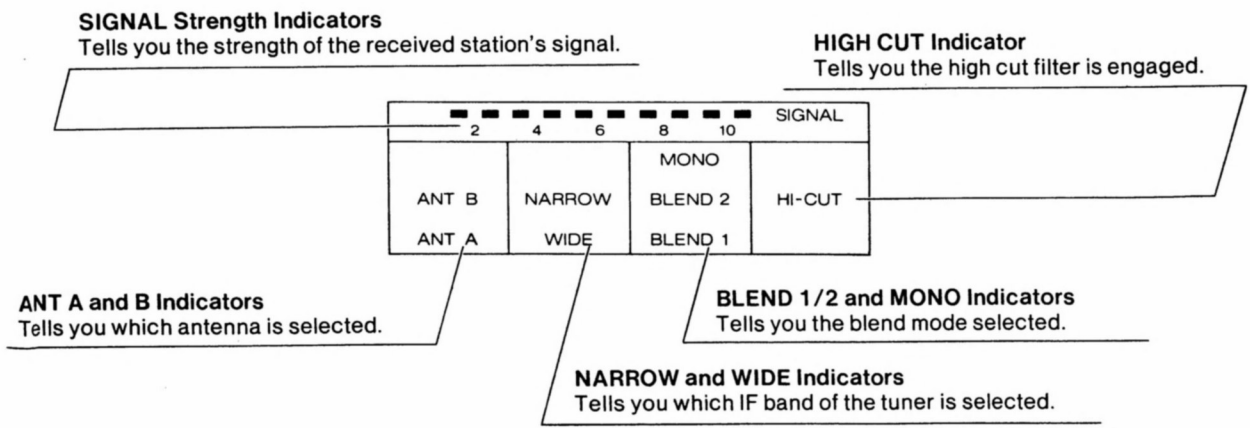 SIGNAL Strength Indicators
Tells you the strength of the received station's signal.
HIGH CUT Indicator
Tells you the high cut filter is engaged.
SIGNAL
2 4 6 8 10
MONO
ANT B NARROW BLEND 2 HI-CUT
ANT A WIDE BLEND 1
ANT A and B Indicators
Tells you which antenna is selected.
BLEND 1/2 and MONO Indicators
Tells you the blend mode selected.
NARROW and WIDE Indicators
Tells you which IF band of the tuner is selected.